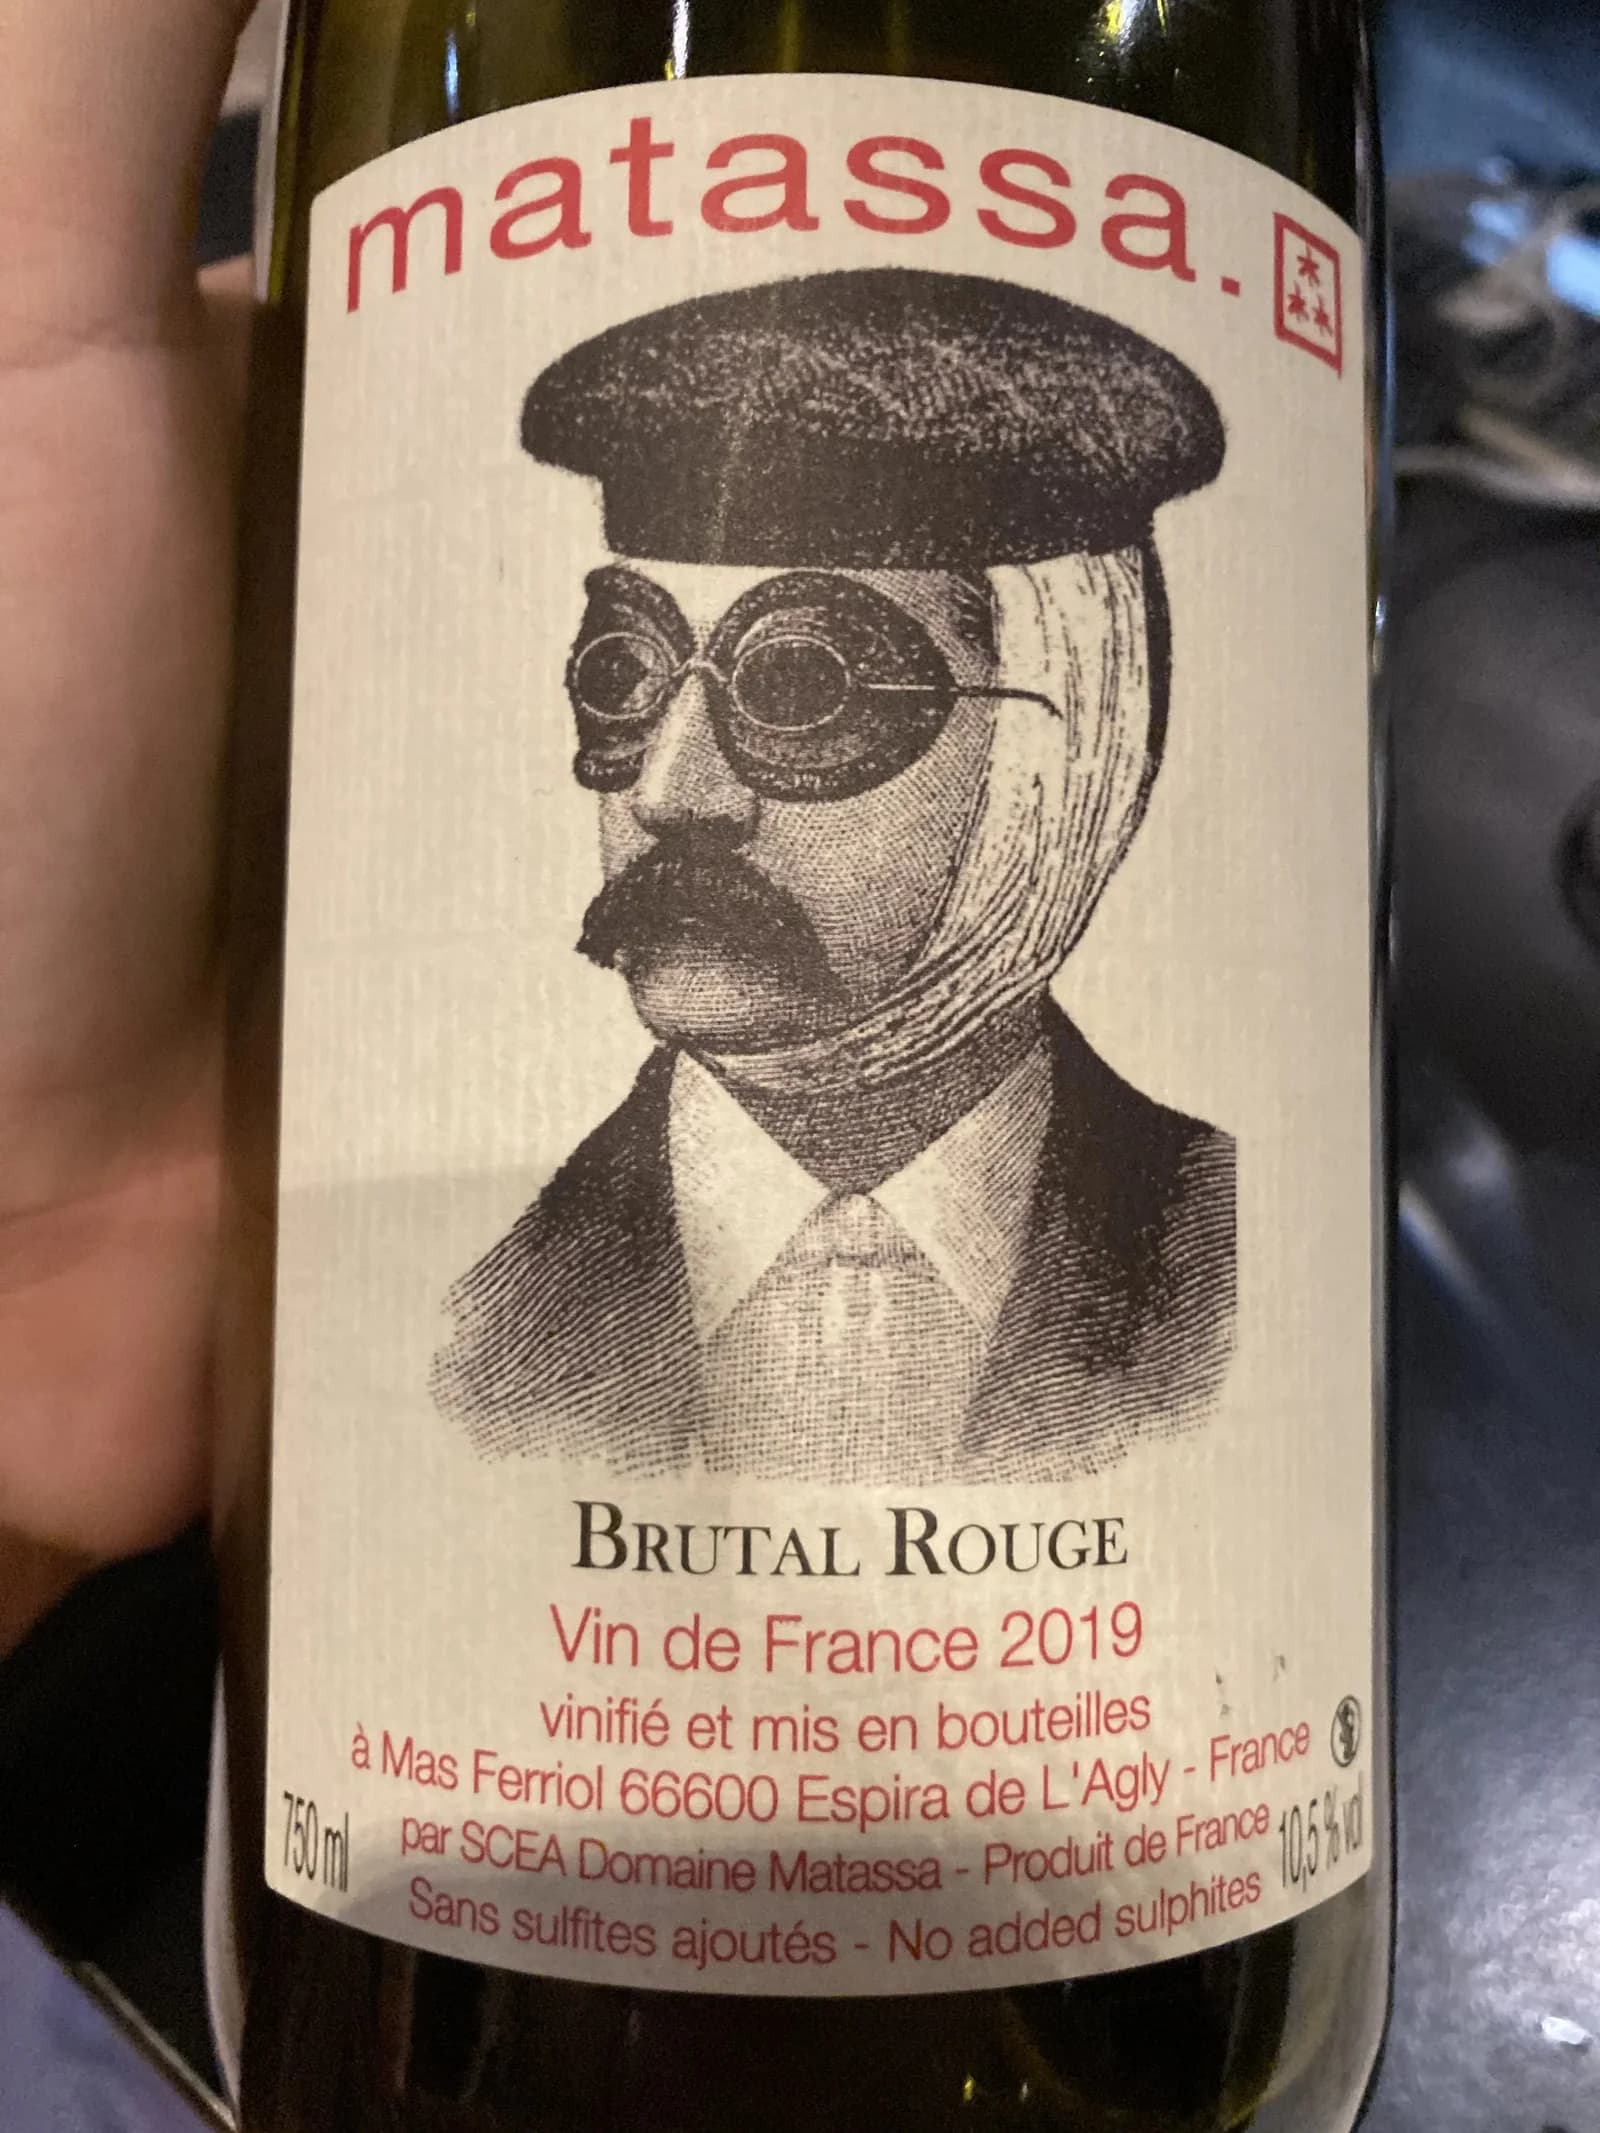 matassa.
BRUTAL ROUGE
Vin de France 2019
vinifié et mis en bouteilles
à Mas Ferriol 66600 Espira de L'Agly - France
750 ml
par SCEA Domaine Matassa - Produit de France
10,5 % vol
Sans sulfites ajoutés - No added sulphites